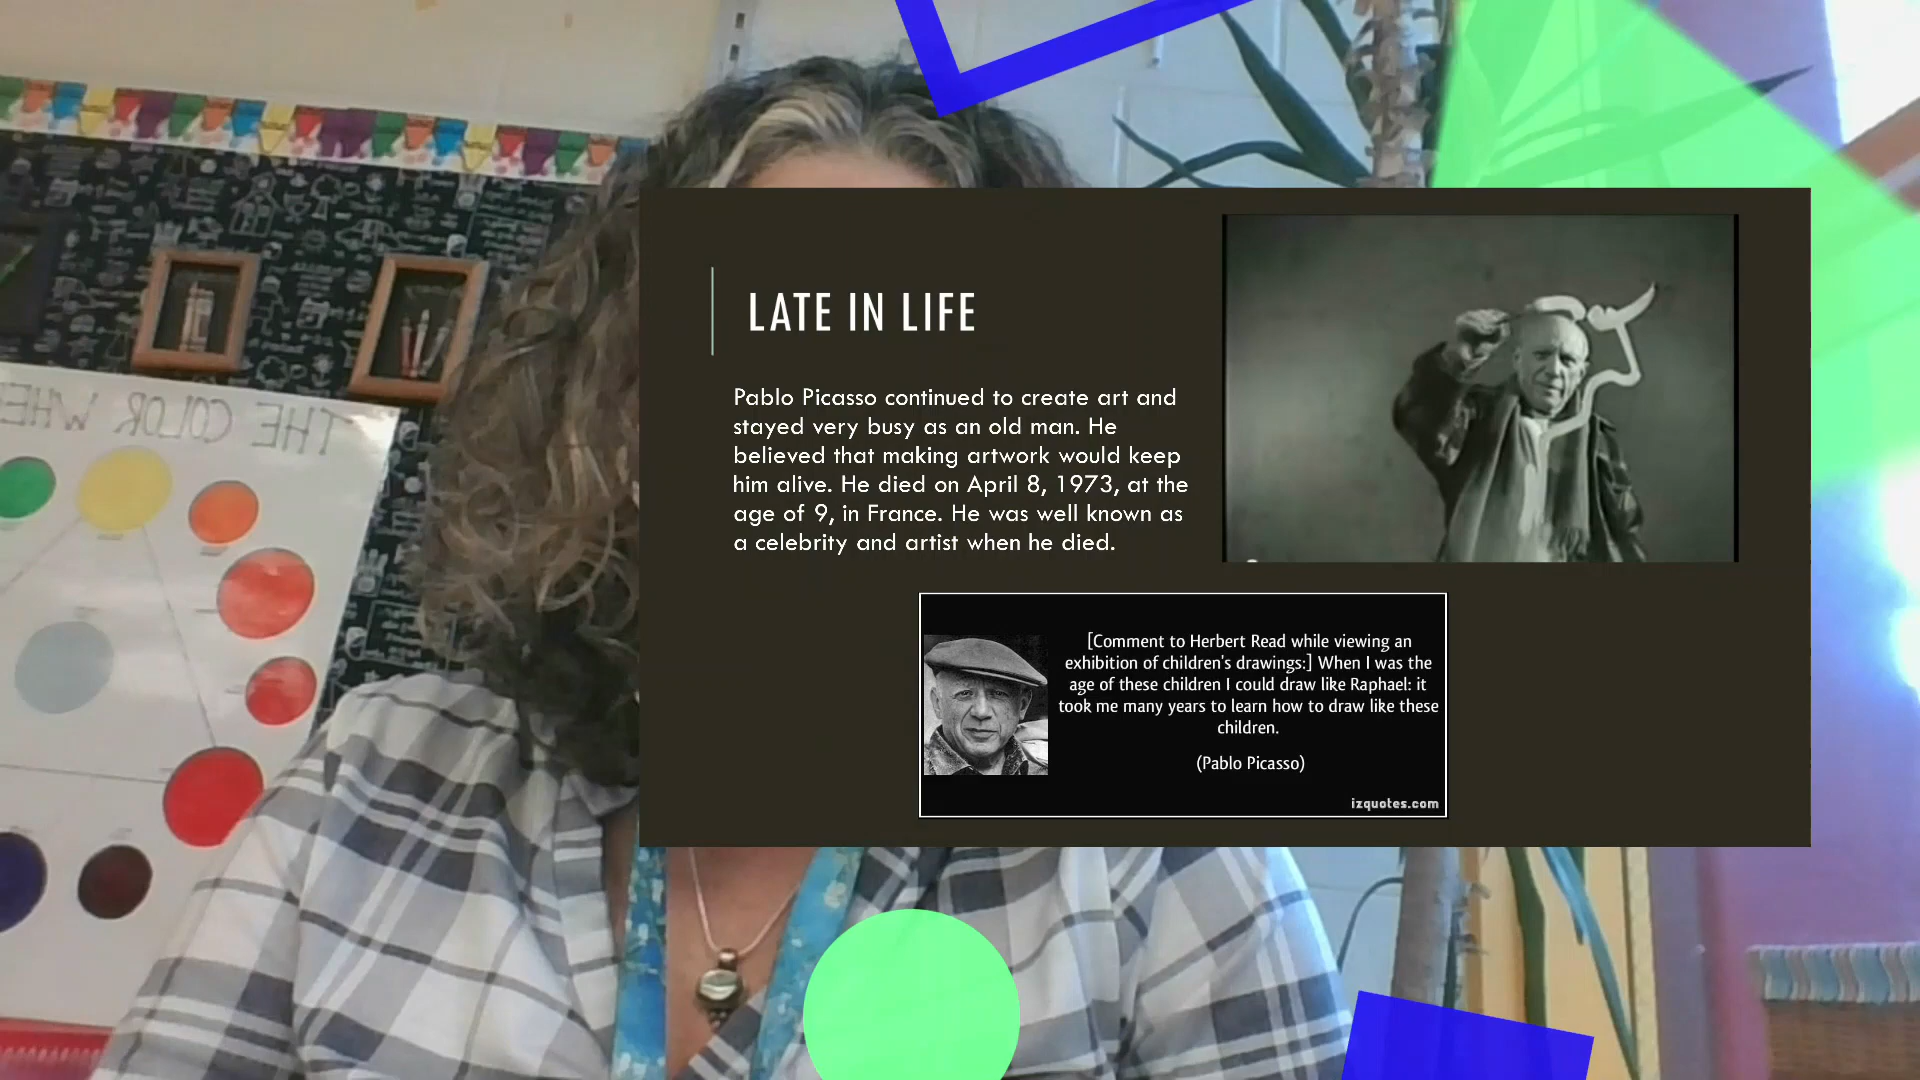 THE COLOR WHE
LATE IN LIFE
Pablo Picasso continued to create art and
stayed very busy as an old man. He
believed that making artwork would keep
him alive. He died on April 8, 1973, at the
age of 9, in France. He was well known as
a celebrity and artist when he died.
[Comment to Herbert Read while viewing an
exhibition of children's drawings:] When I was the
age of these children I could draw like Raphael: it
took me many years to learn how to draw like these
children.
(Pablo Picasso)
izquotes.com